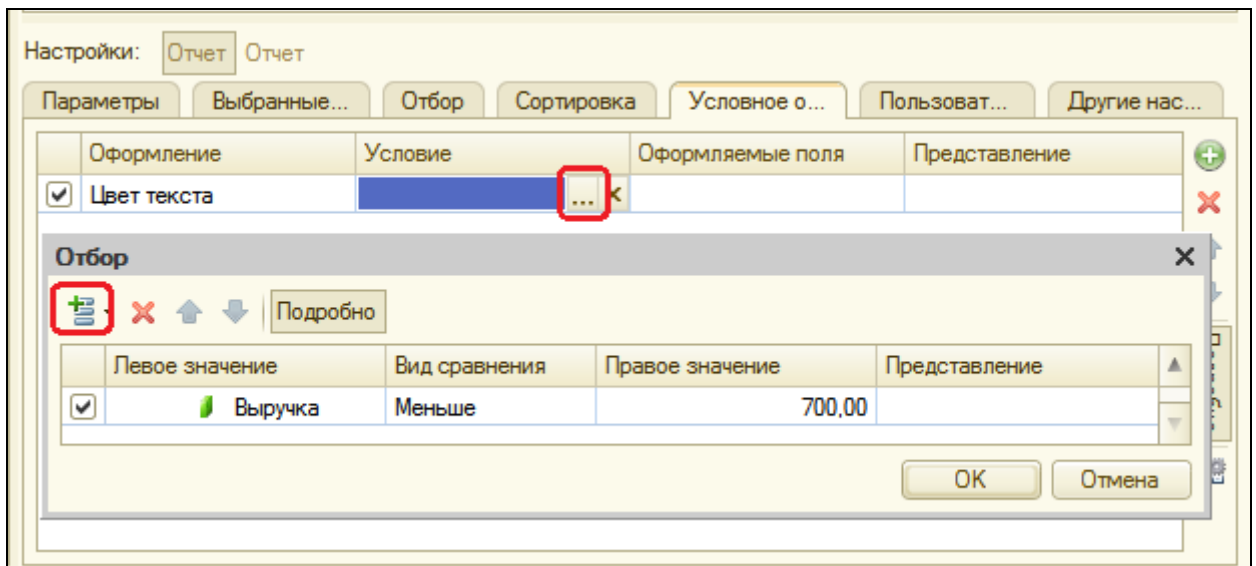 Настройки: Отчет Отчет
Параметры Выбранные... Отбор Сортировка Условное о... Пользоват... Другие нас...
Оформление Условие Оформляемые поля Представление
Цвет текста ...
Отбор
Подробно
Левое значение Вид сравнения Правое значение Представление
Выручка Меньше 700,00
ОК Отмена